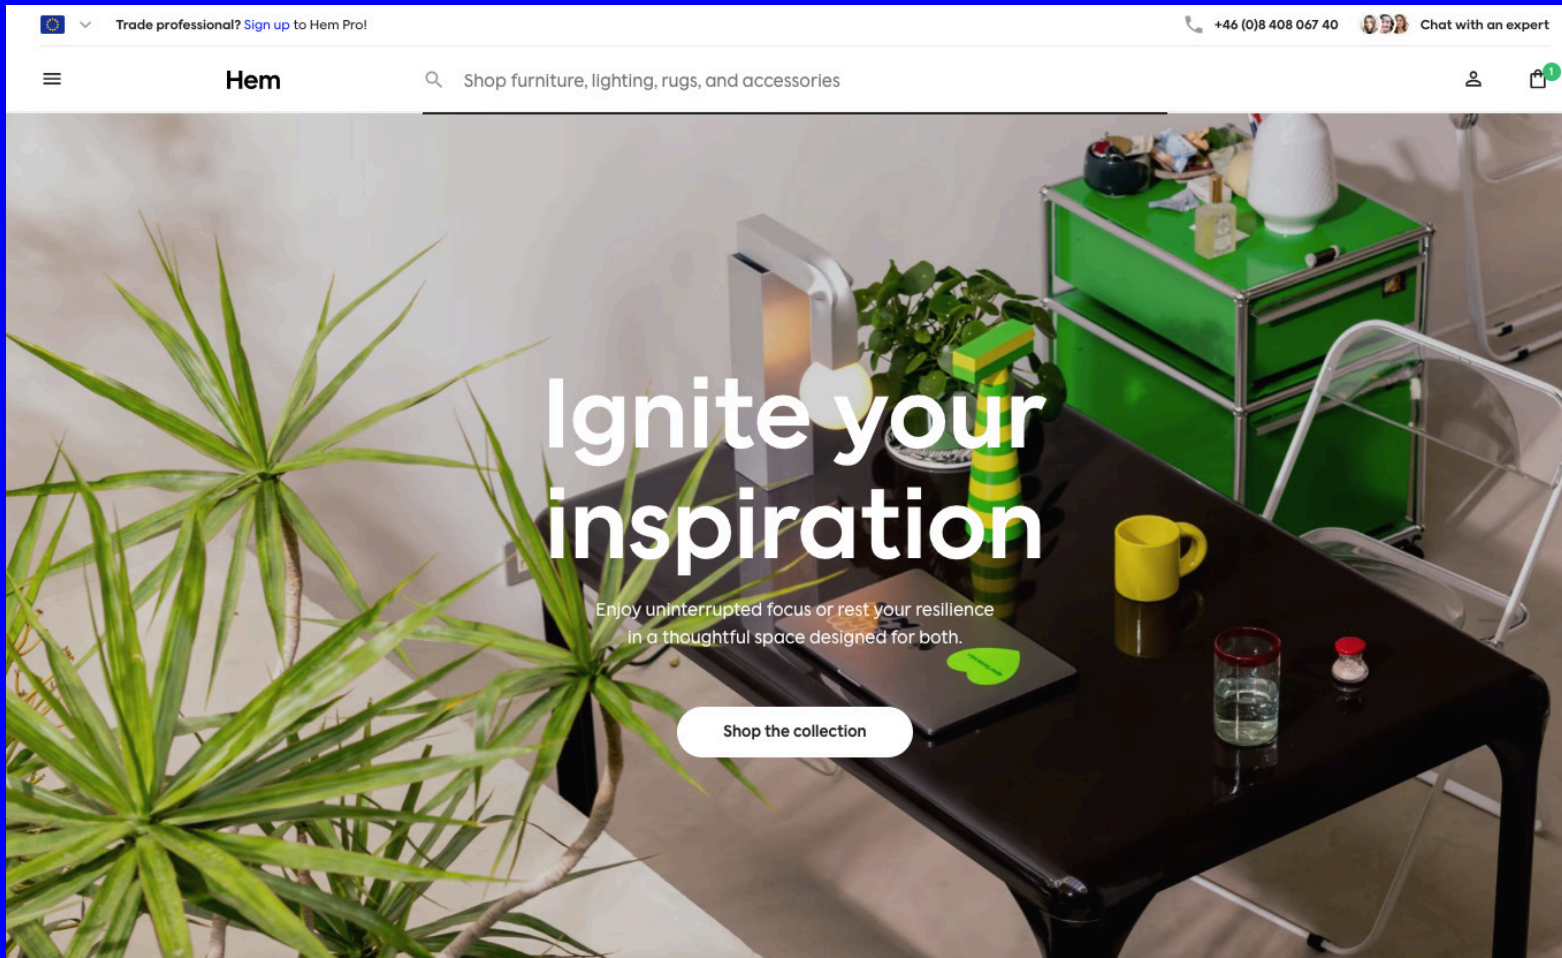 Trade professional? Sign up to Hem Pro!
+46 (0)8 408 067 40
Chat with an expert
Hem
Shop furniture, lighting, rugs, and accessories
1
Ignite your
inspiration
Enjoy uninterrupted focus or rest your resilience
in a thoughtful space designed for both.
Shop the collection